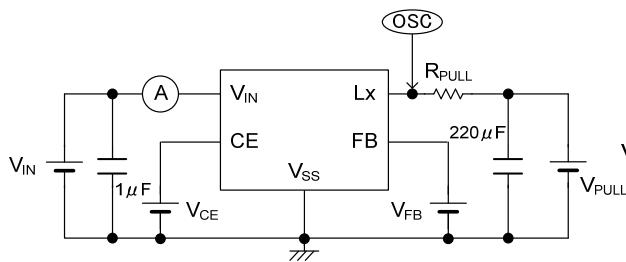 OSC
A
R_PULL
V_IN
Lx
CE
FB
V_SS
220μF
V_IN
1μF
V_CE
V_FB
V_PULL
V